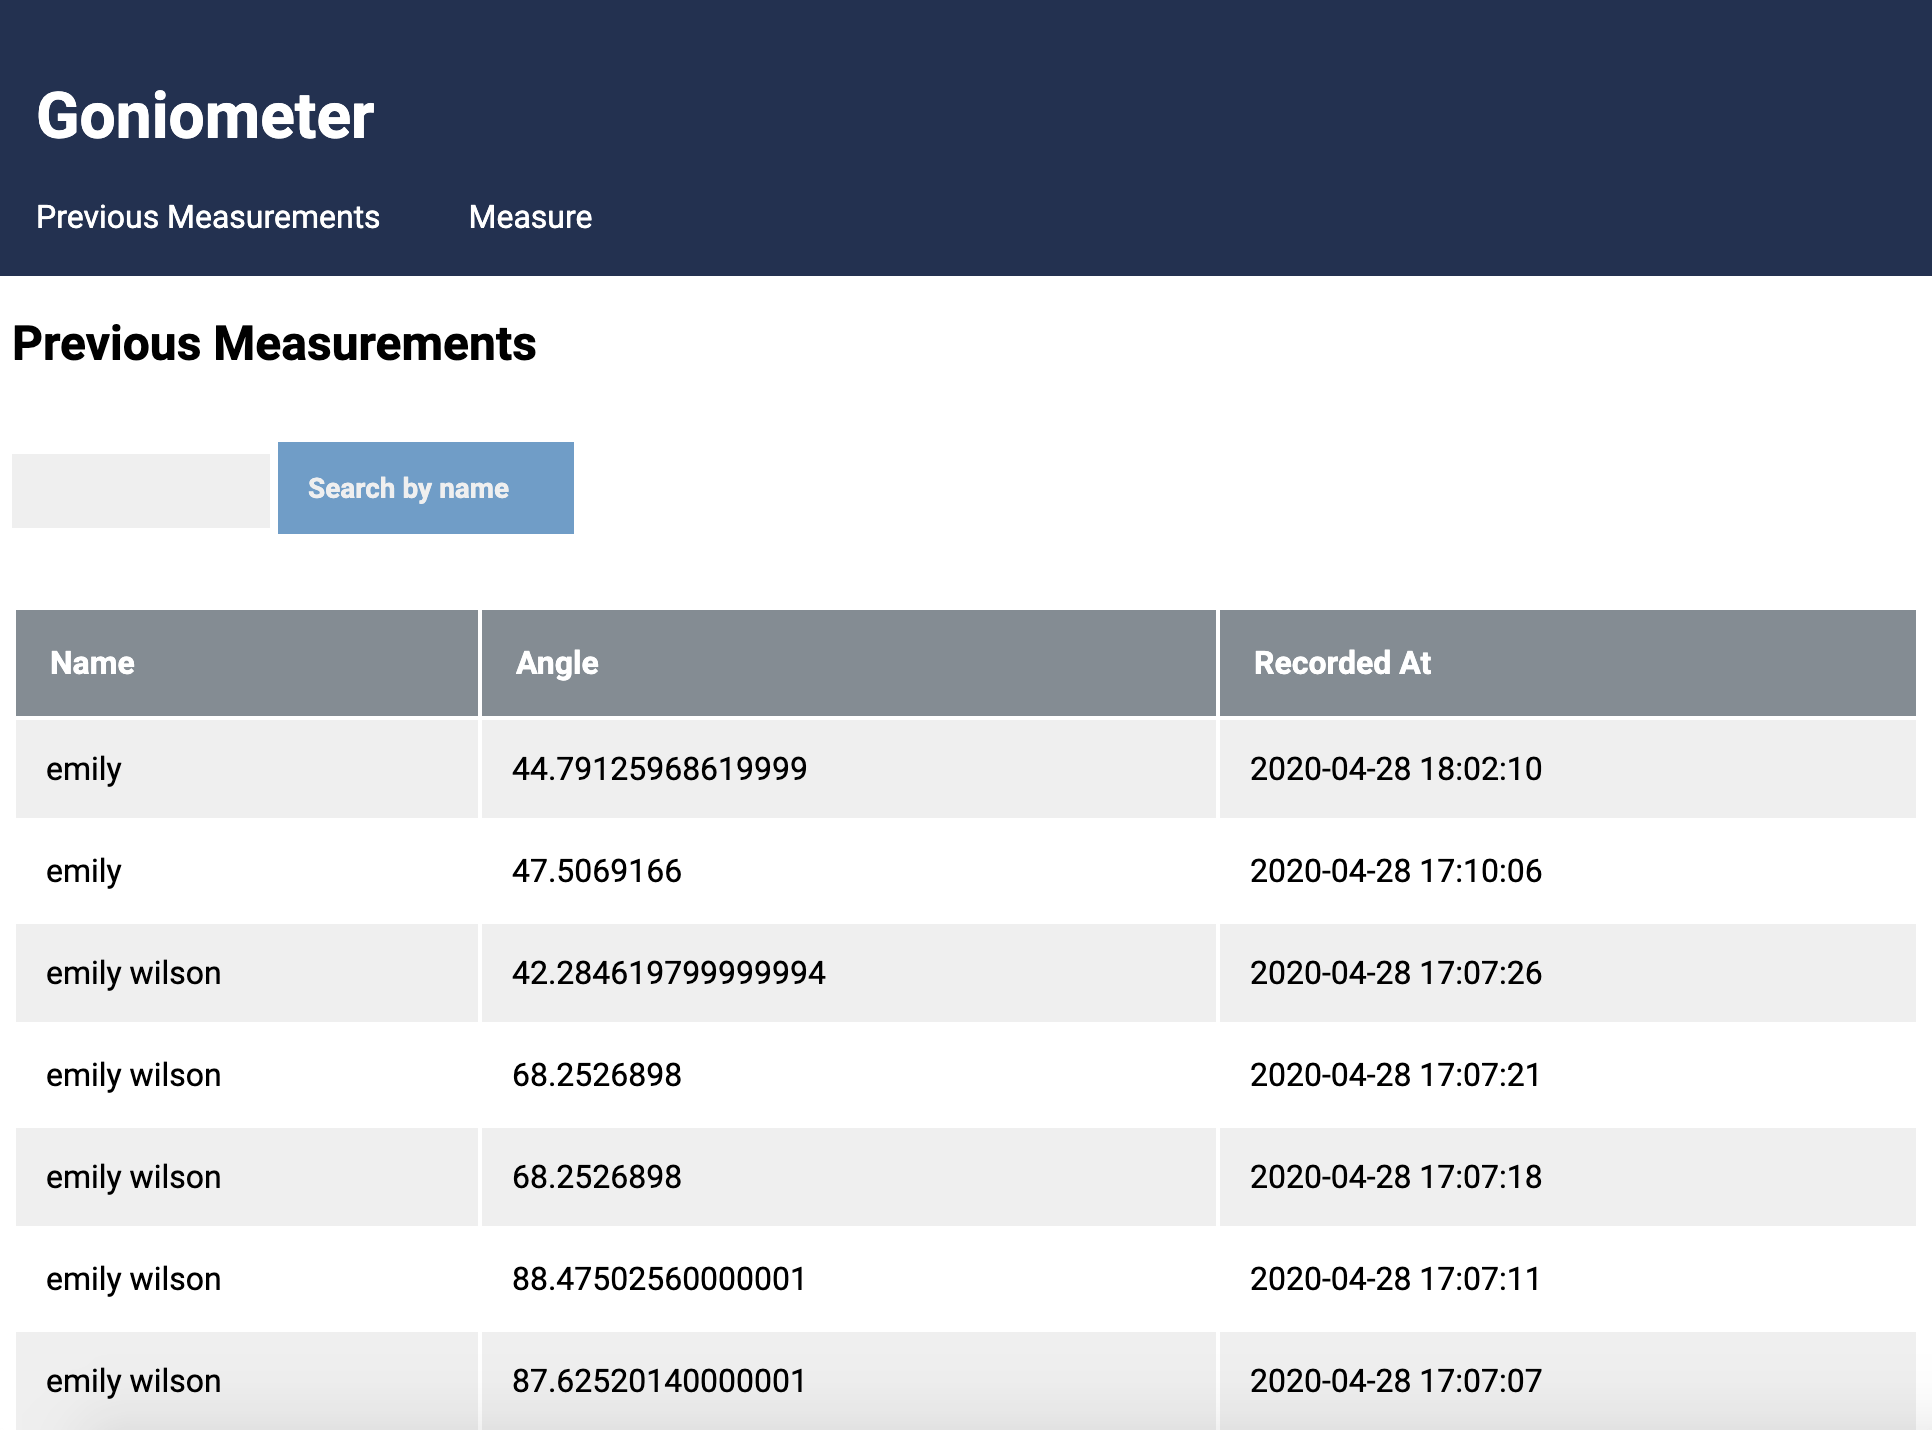 Goniometer
Previous Measurements Measure
Previous Measurements
Search by name
Name Angle Recorded At
emily 44.79125968619999 2020-04-28 18:02:10
emily 47.5069166 2020-04-28 17:10:06
emily wilson 42.284619799999994 2020-04-28 17:07:26
emily wilson 68.2526898 2020-04-28 17:07:21
emily wilson 68.2526898 2020-04-28 17:07:18
emily wilson 88.47502560000001 2020-04-28 17:07:11
emily wilson 87.62520140000001 2020-04-28 17:07:07